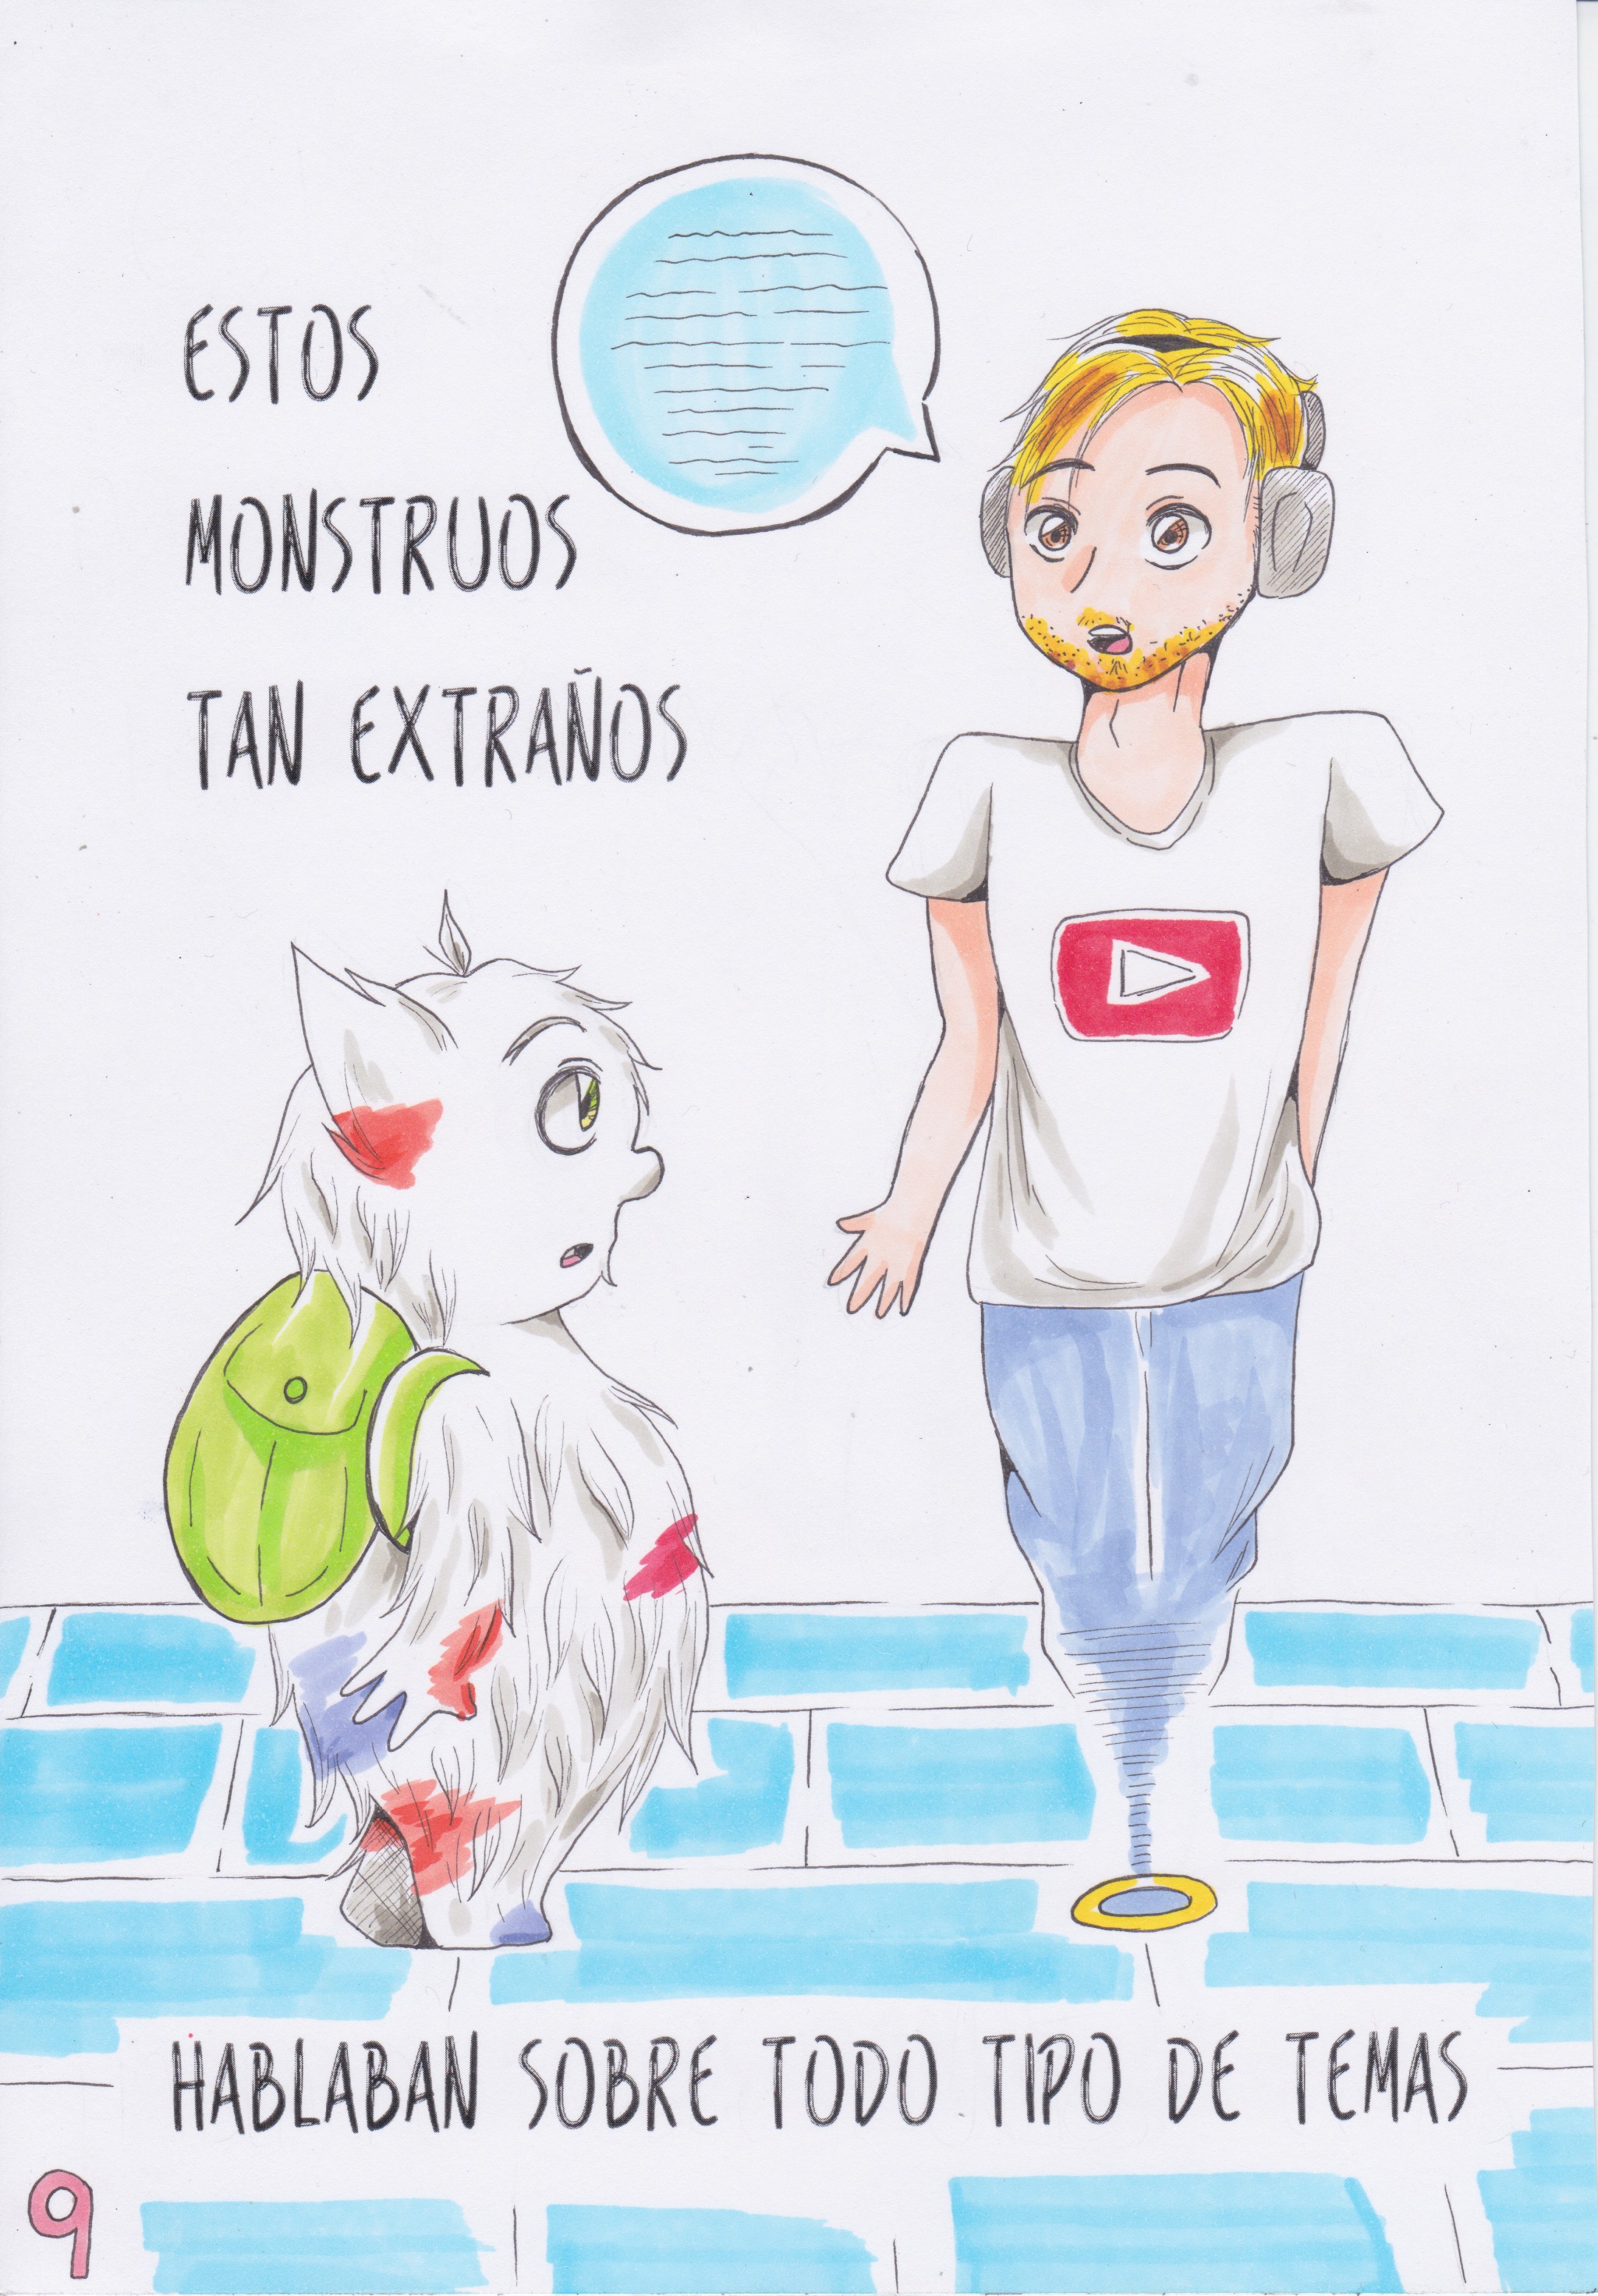 ESTOS
MONSTRUOS
TAN EXTRAÑOS
HABLABAN SOBRE TODO TIPO DE TEMAS
9